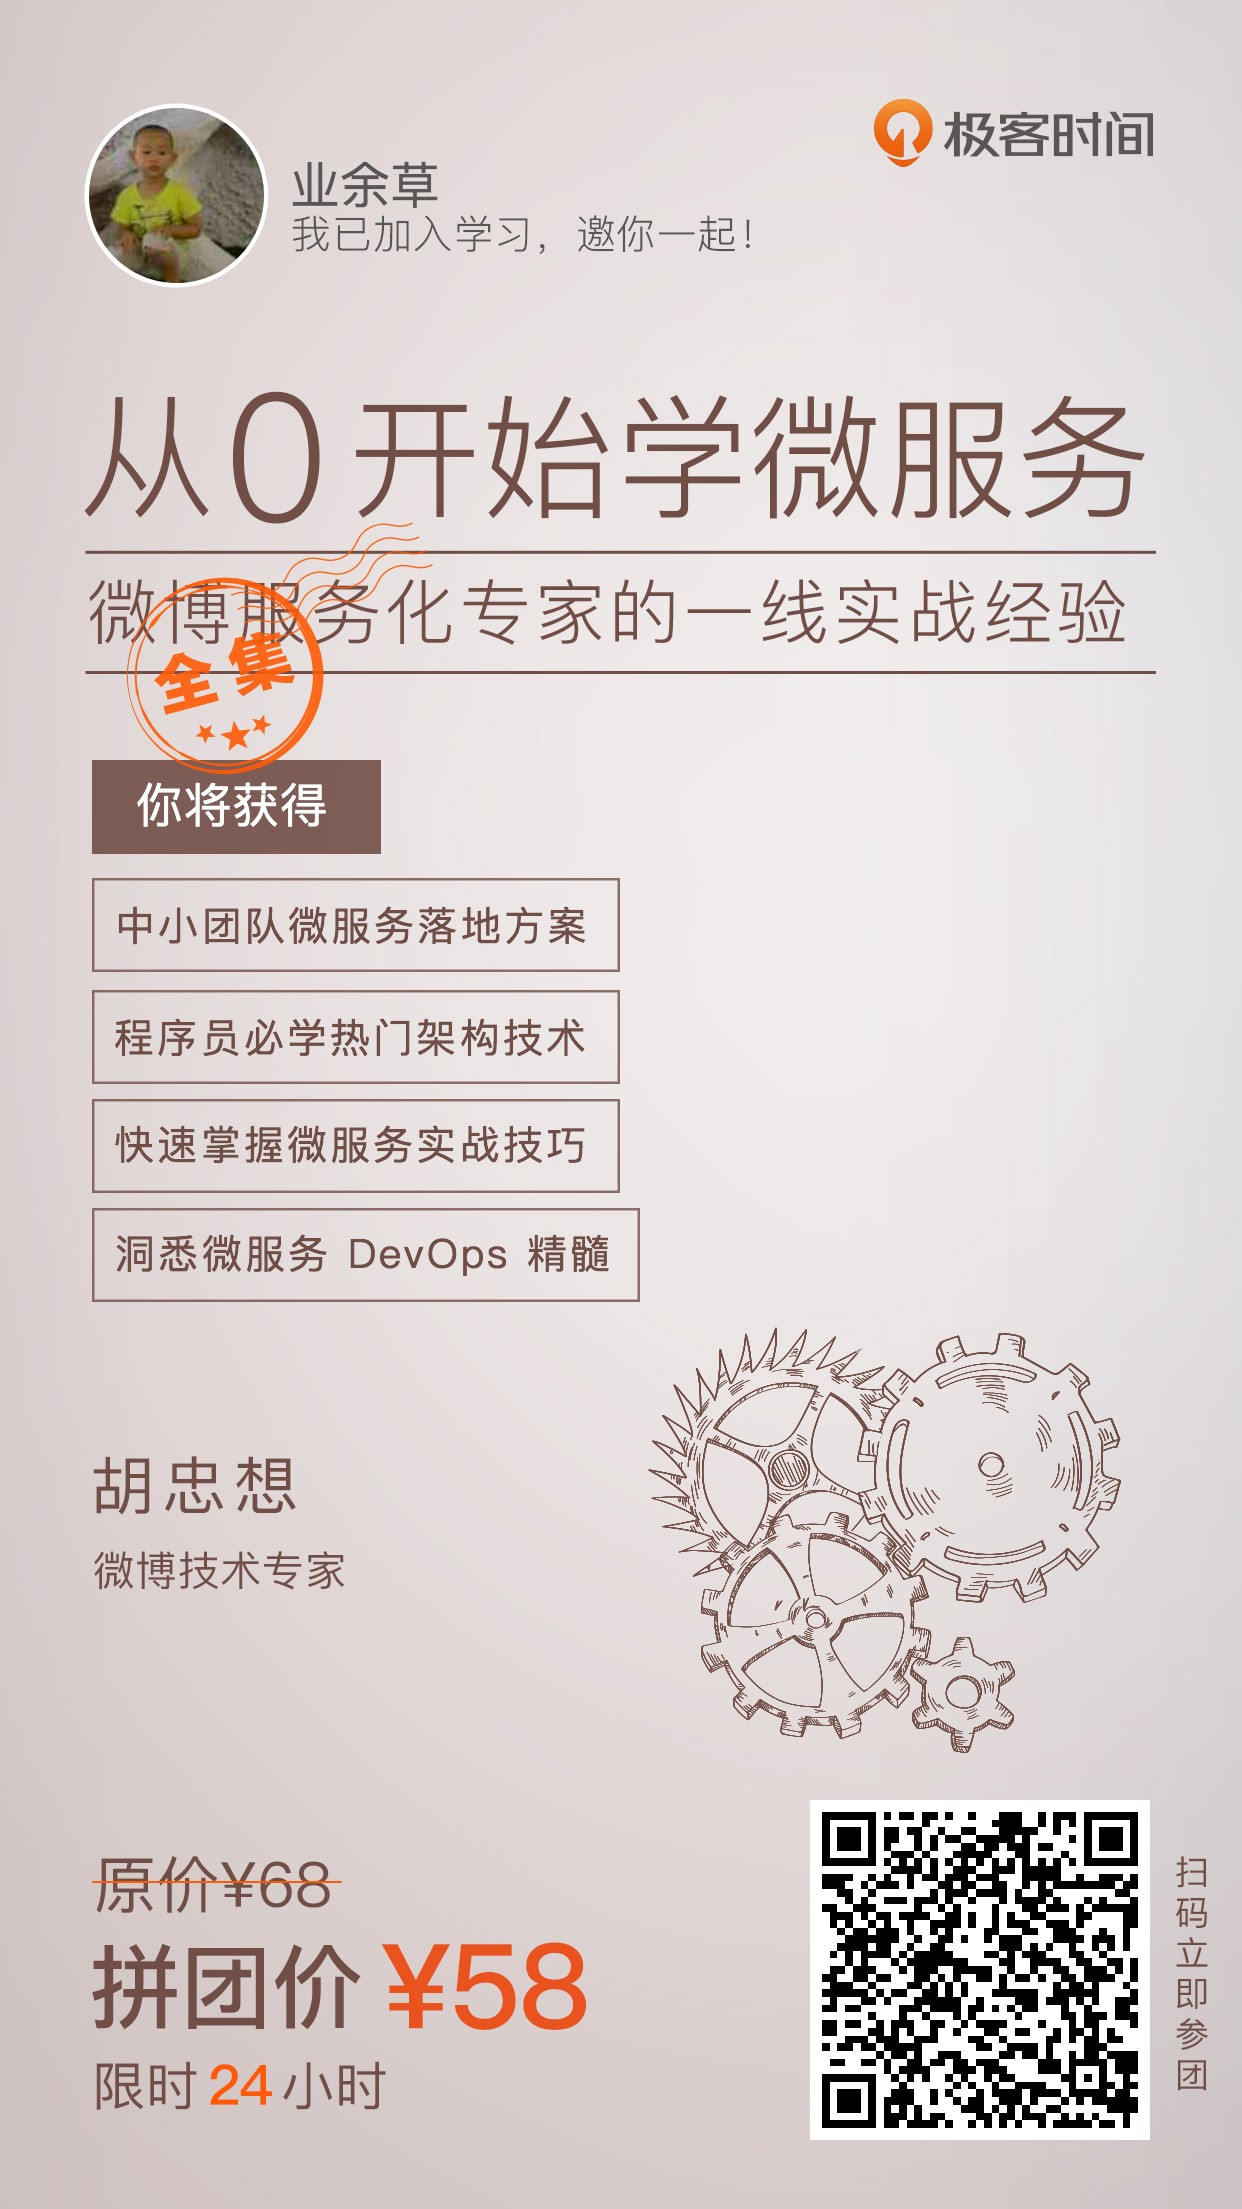 极客时间
业余草
我已加入学习，邀你一起！
从0开始学微服务
微博服务化专家的一线实战经验
全集
你将获得
中小团队微服务落地方案
程序员必学热门架构技术
快速掌握微服务实战技巧
洞悉微服务 DevOps 精髓
胡忠想
微博技术专家
原价¥68
拼团价 ¥58
限时24小时
扫码立即参团